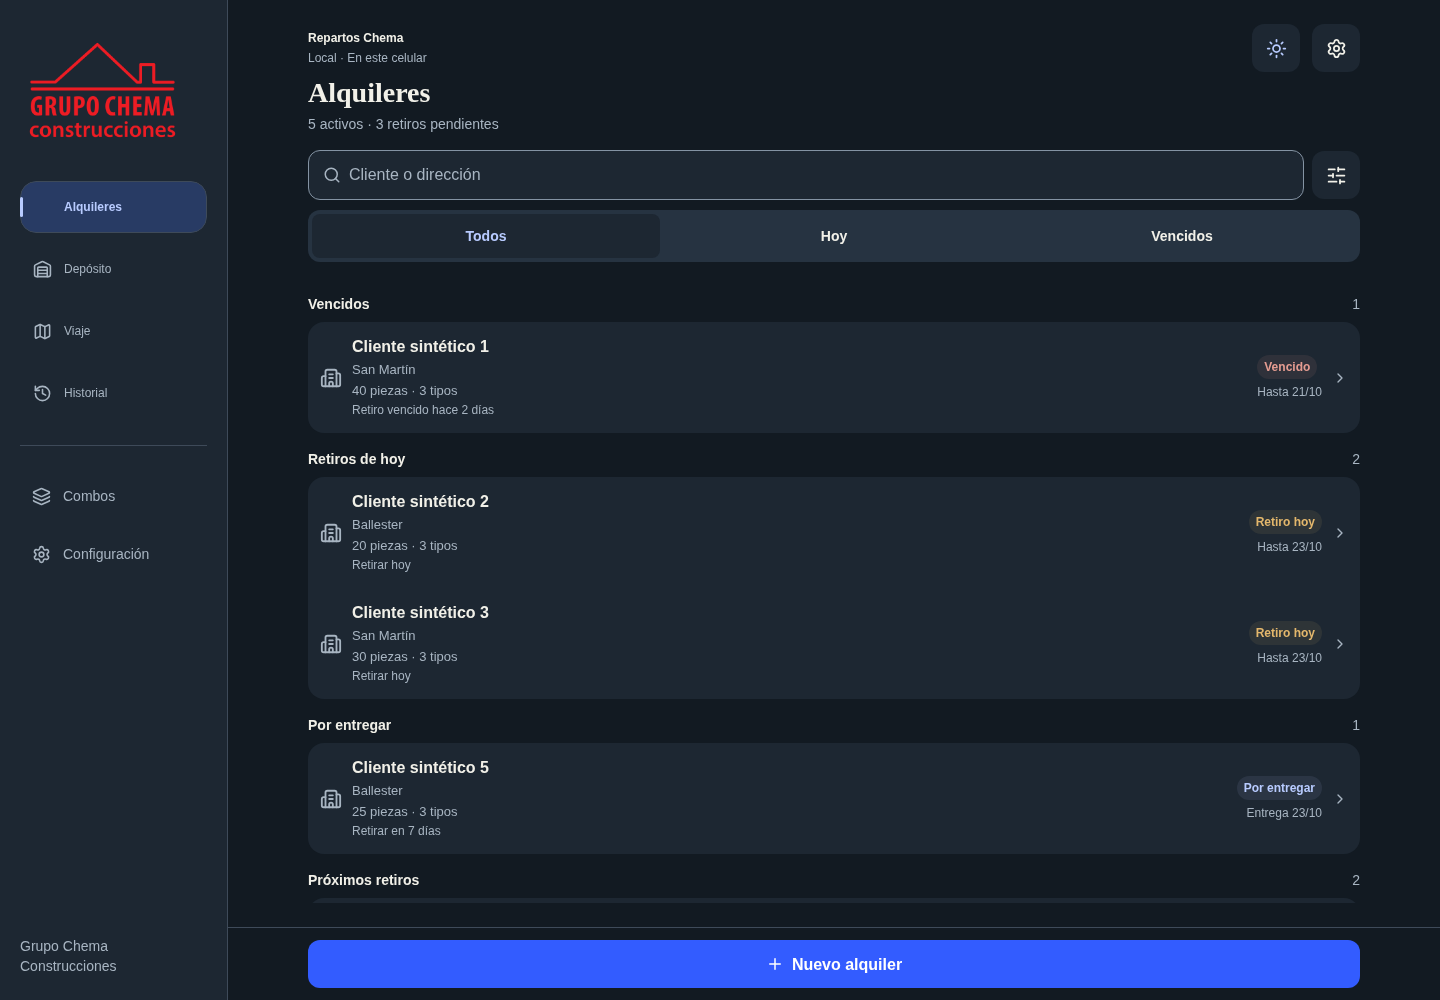 GRUPO CHEMA
construcciones
Alquileres
Depósito
Viaje
Historial
Combos
Configuración
Grupo Chema
Construcciones
Repartos Chema
Local · En este celular
Alquileres
5 activos · 3 retiros pendientes
Cliente o dirección
Todos
Hoy
Vencidos
Vencidos
1
Cliente sintético 1
San Martín
40 piezas · 3 tipos
Retiro vencido hace 2 días
Vencido
Hasta 21/10
Retiros de hoy
2
Cliente sintético 2
Ballester
20 piezas · 3 tipos
Retirar hoy
Retiro hoy
Hasta 23/10
Cliente sintético 3
San Martín
30 piezas · 3 tipos
Retirar hoy
Retiro hoy
Hasta 23/10
Por entregar
1
Cliente sintético 5
Ballester
25 piezas · 3 tipos
Retirar en 7 días
Por entregar
Entrega 23/10
Próximos retiros
2
Nuevo alquiler